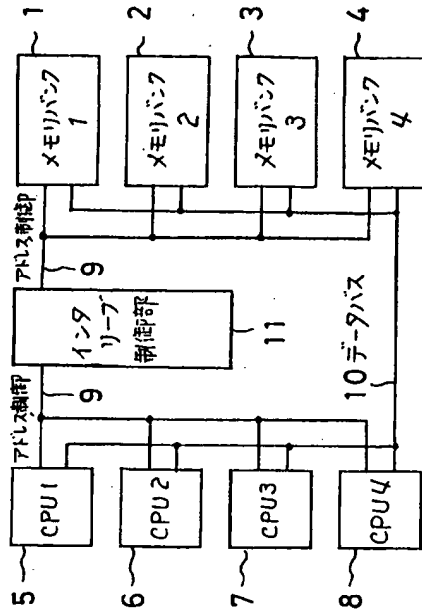 5
CPU1
6
CPU2
7
CPU3
8
CPU4
アドレス制御
9
インタ
リーブ
制御部
11
アドレス制御
9
10 データバス
メモリバンク
1
1
メモリバンク
2
2
メモリバンク
3
3
メモリバンク
4
4